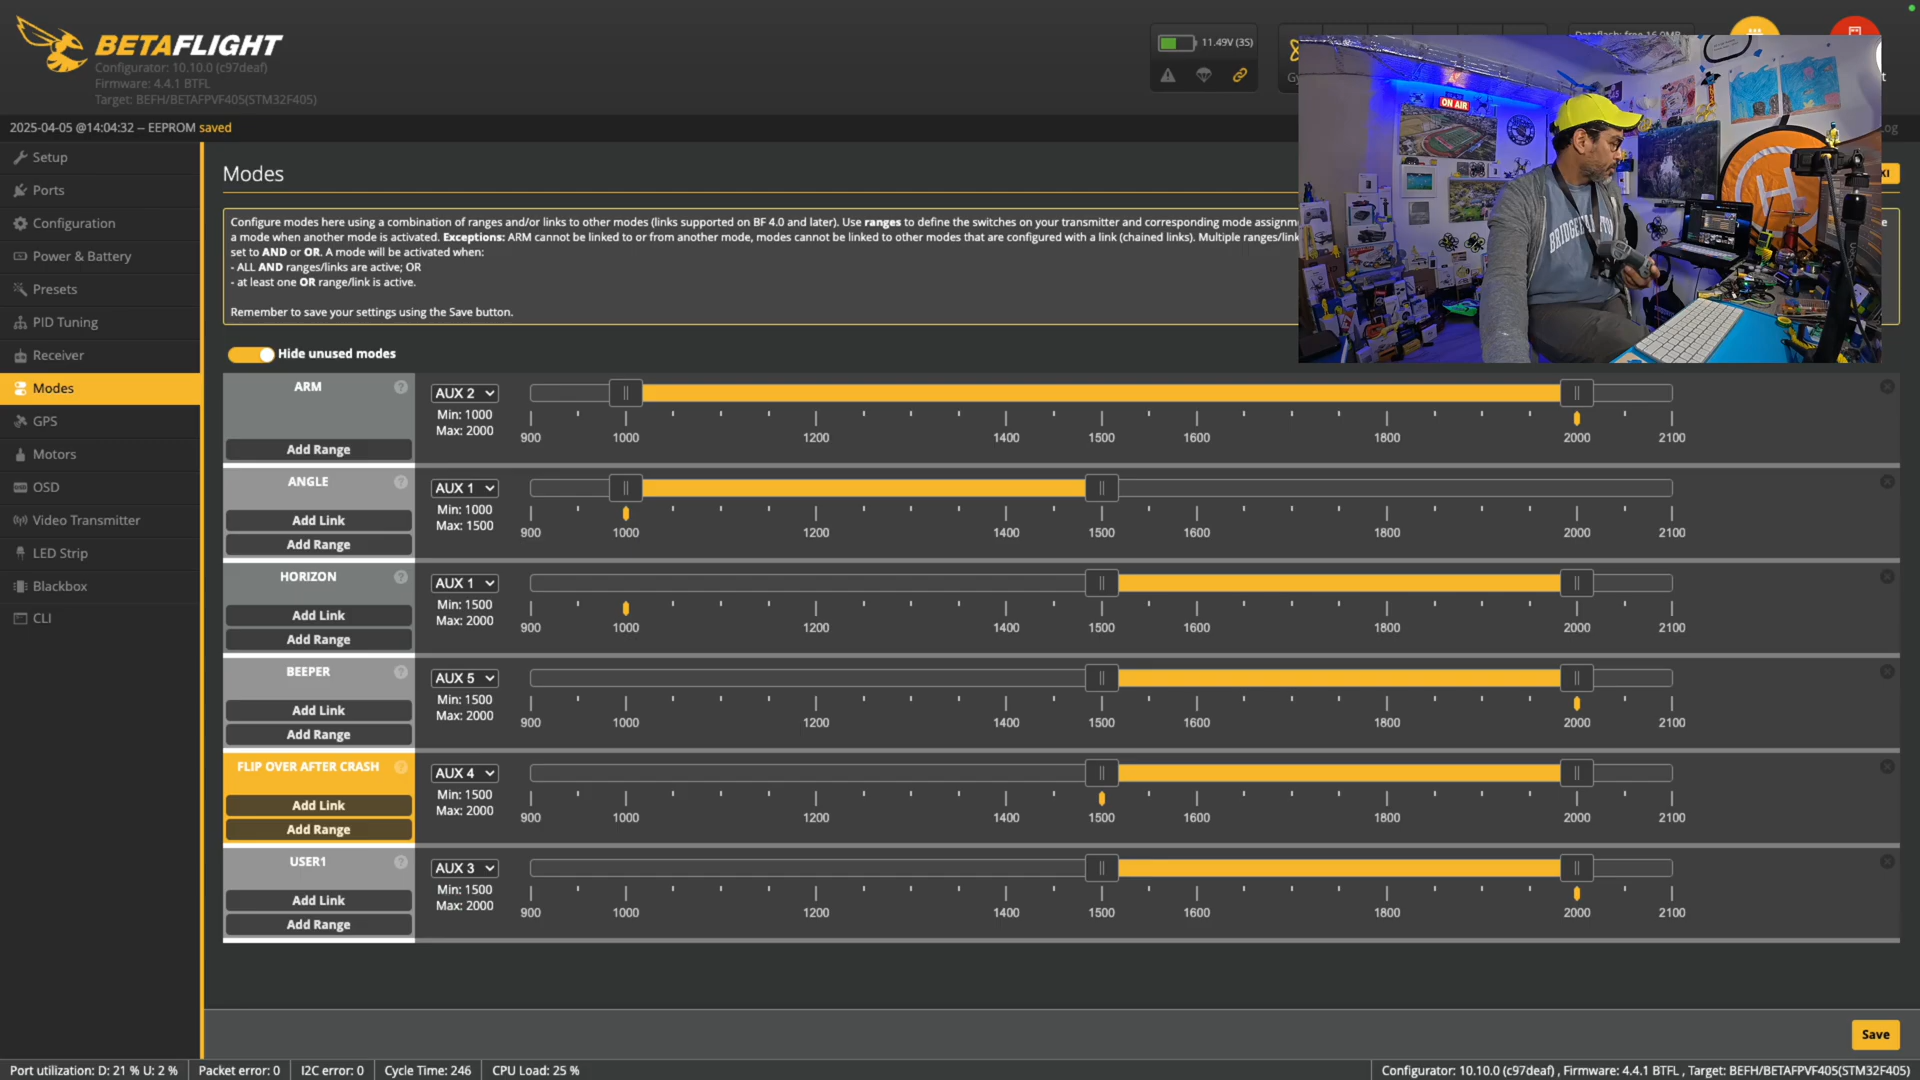 BETAFLIGHT
Configurator: 10.10.0 (c97deaf)
Firmware: 4.4.1 BTFL
Target: BEFH/BETAFPVF405(STM32F405)
11.49V (3S)
2025-04-05 @14:04:32 -- EEPROM saved
Setup
Ports
Configuration
Power & Battery
Presets
PID Tuning
Receiver
Modes
GPS
Motors
OSD
Video Transmitter
LED Strip
Blackbox
CLI
ON AIR
Modes
Configure modes here using a combination of ranges and/or links to other modes (links supported on BF 4.0 and later). Use ranges to define the switches on your transmitter and corresponding mode
a mode when another mode is activated. Exceptions: ARM cannot be linked to or from another mode, modes cannot be linked to other modes that are configured with a link (chained links). Multiple
set to AND or OR. A mode will be activated when:
- ALL AND ranges/links are active; OR
- at least one OR range/link is active.
Remember to save your settings using the Save button.
Hide unused modes
ARM
Add Range
AUX 2
Min: 1000
Max: 2000
900 1000 1200 1400 1500 1600 1800 2000 2100
ANGLE
Add Link
Add Range
AUX 1
Min: 1000
Max: 1500
900 1000 1200 1400 1500 1600 1800 2000 2100
HORIZON
Add Link
Add Range
AUX 1
Min: 1500
Max: 2000
900 1000 1200 1400 1500 1600 1800 2000 2100
BEEPER
Add Link
Add Range
AUX 5
Min: 1500
Max: 2000
900 1000 1200 1400 1500 1600 1800 2000 2100
FLIP OVER AFTER CRASH
Add Link
Add Range
AUX 4
Min: 1500
Max: 2000
900 1000 1200 1400 1500 1600 1800 2000 2100
USER1
Add Link
Add Range
AUX 3
Min: 1500
Max: 2000
900 1000 1200 1400 1500 1600 1800 2000 2100
Save
Port utilization: D: 21 % U: 2 %
Packet error: 0
I2C error: 0
Cycle Time: 246
CPU Load: 25 %
Configurator: 10.10.0 (c97deaf) , Firmware: 4.4.1 BTFL , Target: BEFH/BETAFPVF405(STM32F405)